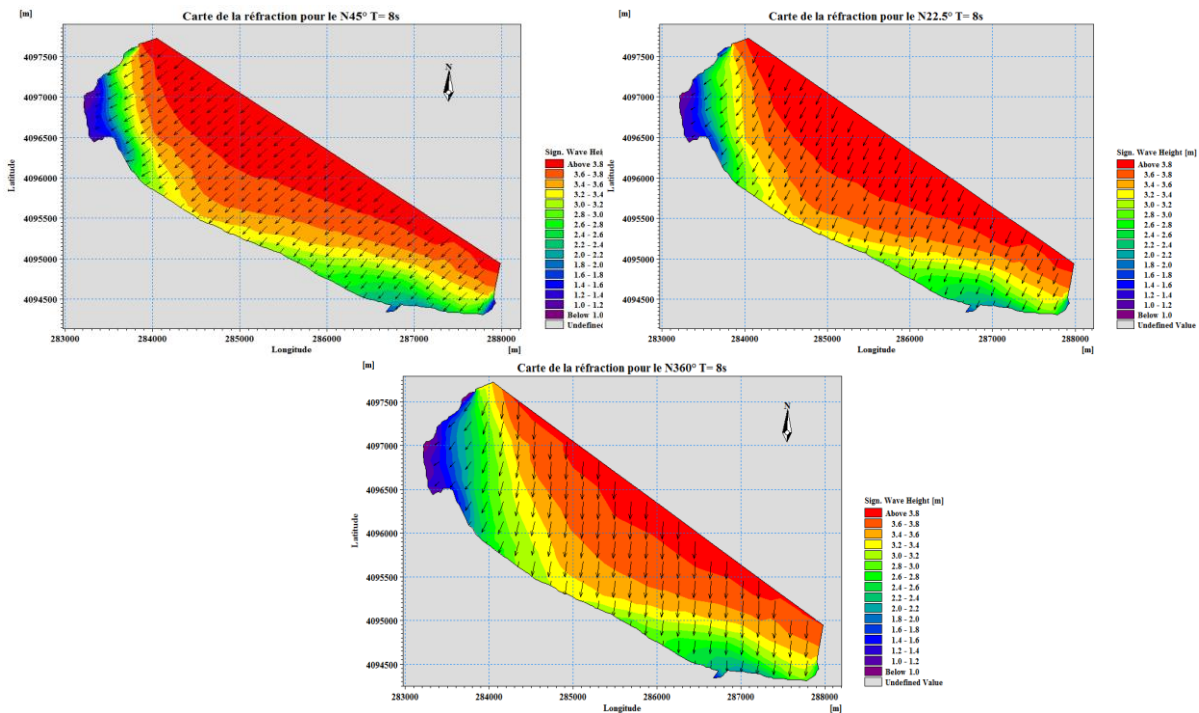 [m]
Carte de la réfraction pour le N45° T= 8s
4097500
4097000
4096500
4096000
4095500
4095000
4094500
Latitude
N
Sign. Wave Hei
Above 3.8
3.6 - 3.8
3.4 - 3.6
3.2 - 3.4
3.0 - 3.2
2.8 - 3.0
2.6 - 2.8
2.4 - 2.6
2.2 - 2.4
2.0 - 2.2
1.8 - 2.0
1.6 - 1.8
1.4 - 1.6
1.2 - 1.4
1.0 - 1.2
Below 1.0
Undefined
283000 284000 285000 286000 287000 288000
Longitude [m]
[m]
Carte de la réfraction pour le N22.5° T= 8s
4097500
4097000
4096500
4096000
4095500
4095000
4094500
Latitude
Sign. Wave Height [m]
Above 3.8
3.6 - 3.8
3.4 - 3.6
3.2 - 3.4
3.0 - 3.2
2.8 - 3.0
2.6 - 2.8
2.4 - 2.6
2.2 - 2.4
2.0 - 2.2
1.8 - 2.0
1.6 - 1.8
1.4 - 1.6
1.2 - 1.4
1.0 - 1.2
Below 1.0
Undefined Value
283000 284000 285000 286000 287000 288000
Longitude [m]
[m]
Carte de la réfraction pour le N360° T= 8s
4097500
4097000
4096500
4096000
4095500
4095000
4094500
Latitude
N
Sign. Wave Height [m]
Above 3.8
3.6 - 3.8
3.4 - 3.6
3.2 - 3.4
3.0 - 3.2
2.8 - 3.0
2.6 - 2.8
2.4 - 2.6
2.2 - 2.4
2.0 - 2.2
1.8 - 2.0
1.6 - 1.8
1.4 - 1.6
1.2 - 1.4
1.0 - 1.2
Below 1.0
Undefined Value
283000 284000 285000 286000 287000 288000
Longitude [m]